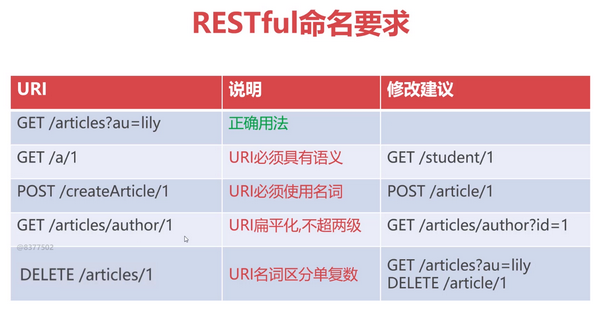 RESTful命名要求
URI 说明 修改建议
GET /articles?au=lily 正确用法
GET /a/1 URI必须具有语义 GET /student/1
POST /createArticle/1 URI必须使用名词 POST /article/1
GET /articles/author/1 URI扁平化,不超两级 GET /articles/author?id=1
@8377502
DELETE /articles/1 URI名词区分单复数 GET /articles?au=lily
DELETE /article/1